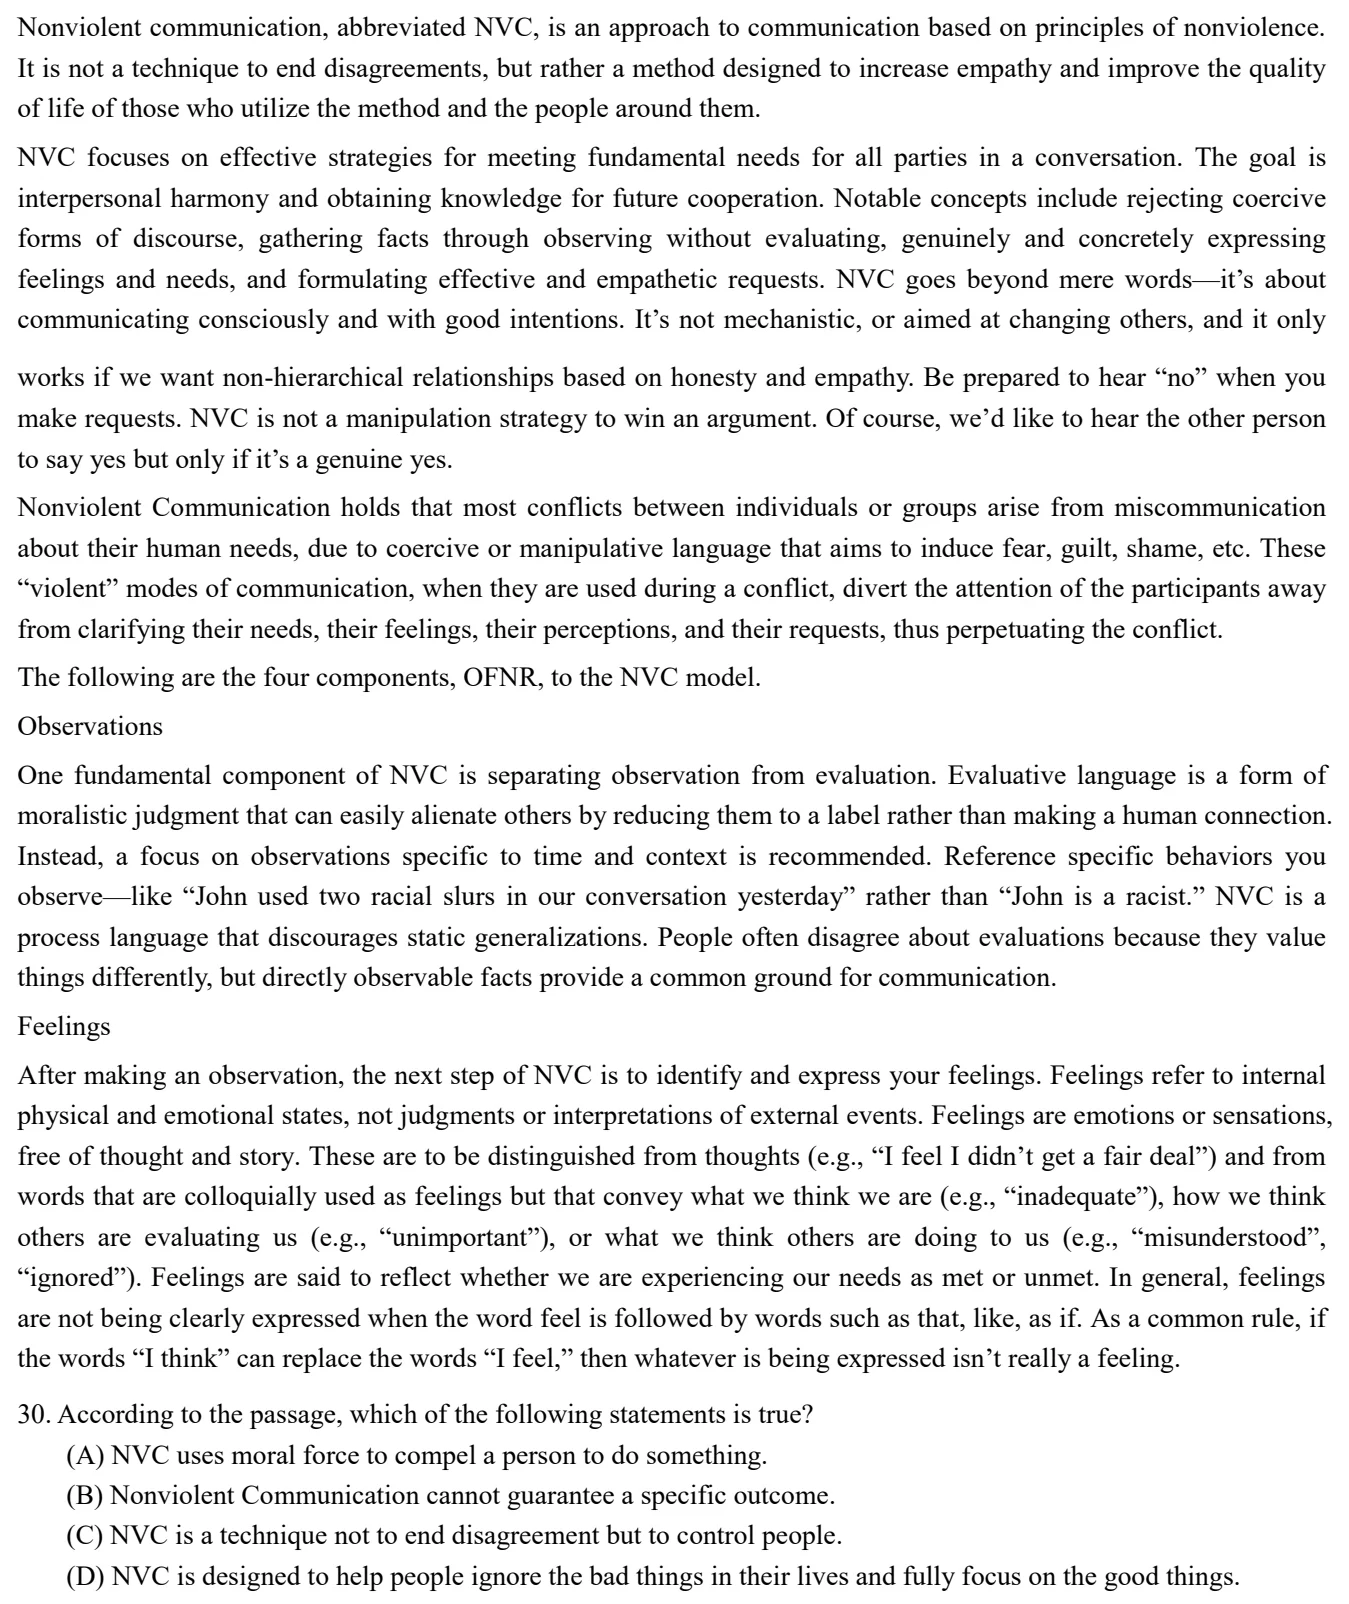 Nonviolent communication, abbreviated NVC, is an approach to communication based on principles of nonviolence.
It is not a technique to end disagreements, but rather a method designed to increase empathy and improve the quality
of life of those who utilize the method and the people around them.
NVC focuses on effective strategies for meeting fundamental needs for all parties in a conversation. The goal is
interpersonal harmony and obtaining knowledge for future cooperation. Notable concepts include rejecting coercive
forms of discourse, gathering facts through observing without evaluating, genuinely and concretely expressing
feelings and needs, and formulating effective and empathetic requests. NVC goes beyond mere words—it’s about
communicating consciously and with good intentions. It’s not mechanistic, or aimed at changing others, and it only
works if we want non-hierarchical relationships based on honesty and empathy. Be prepared to hear “no” when you
make requests. NVC is not a manipulation strategy to win an argument. Of course, we’d like to hear the other person
to say yes but only if it’s a genuine yes.
Nonviolent Communication holds that most conflicts between individuals or groups arise from miscommunication
about their human needs, due to coercive or manipulative language that aims to induce fear, guilt, shame, etc. These
“violent” modes of communication, when they are used during a conflict, divert the attention of the participants away
from clarifying their needs, their feelings, their perceptions, and their requests, thus perpetuating the conflict.
The following are the four components, OFNR, to the NVC model.
Observations
One fundamental component of NVC is separating observation from evaluation. Evaluative language is a form of
moralistic judgment that can easily alienate others by reducing them to a label rather than making a human connection.
Instead, a focus on observations specific to time and context is recommended. Reference specific behaviors you
observe—like “John used two racial slurs in our conversation yesterday” rather than “John is a racist.” NVC is a
process language that discourages static generalizations. People often disagree about evaluations because they value
things differently, but directly observable facts provide a common ground for communication.
Feelings
After making an observation, the next step of NVC is to identify and express your feelings. Feelings refer to internal
physical and emotional states, not judgments or interpretations of external events. Feelings are emotions or sensations,
free of thought and story. These are to be distinguished from thoughts (e.g., “I feel I didn’t get a fair deal”) and from
words that are colloquially used as feelings but that convey what we think we are (e.g., “inadequate”), how we think
others are evaluating us (e.g., “unimportant”), or what we think others are doing to us (e.g., “misunderstood”,
“ignored”). Feelings are said to reflect whether we are experiencing our needs as met or unmet. In general, feelings
are not being clearly expressed when the word feel is followed by words such as that, like, as if. As a common rule, if
the words “I think” can replace the words “I feel,” then whatever is being expressed isn’t really a feeling.
30. According to the passage, which of the following statements is true?
(A) NVC uses moral force to compel a person to do something.
(B) Nonviolent Communication cannot guarantee a specific outcome.
(C) NVC is a technique not to end disagreement but to control people.
(D) NVC is designed to help people ignore the bad things in their lives and fully focus on the good things.